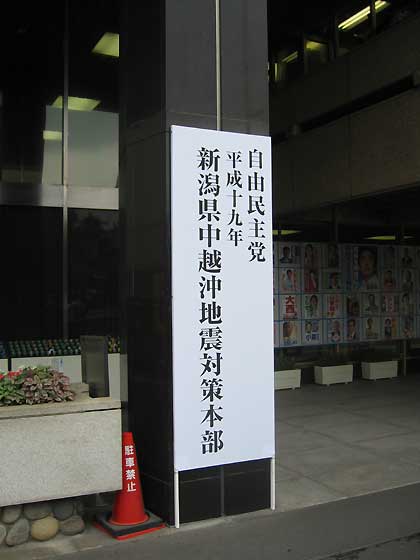 自由民主党
平成十九年
新潟県中越沖地震対策本部
駐車禁止